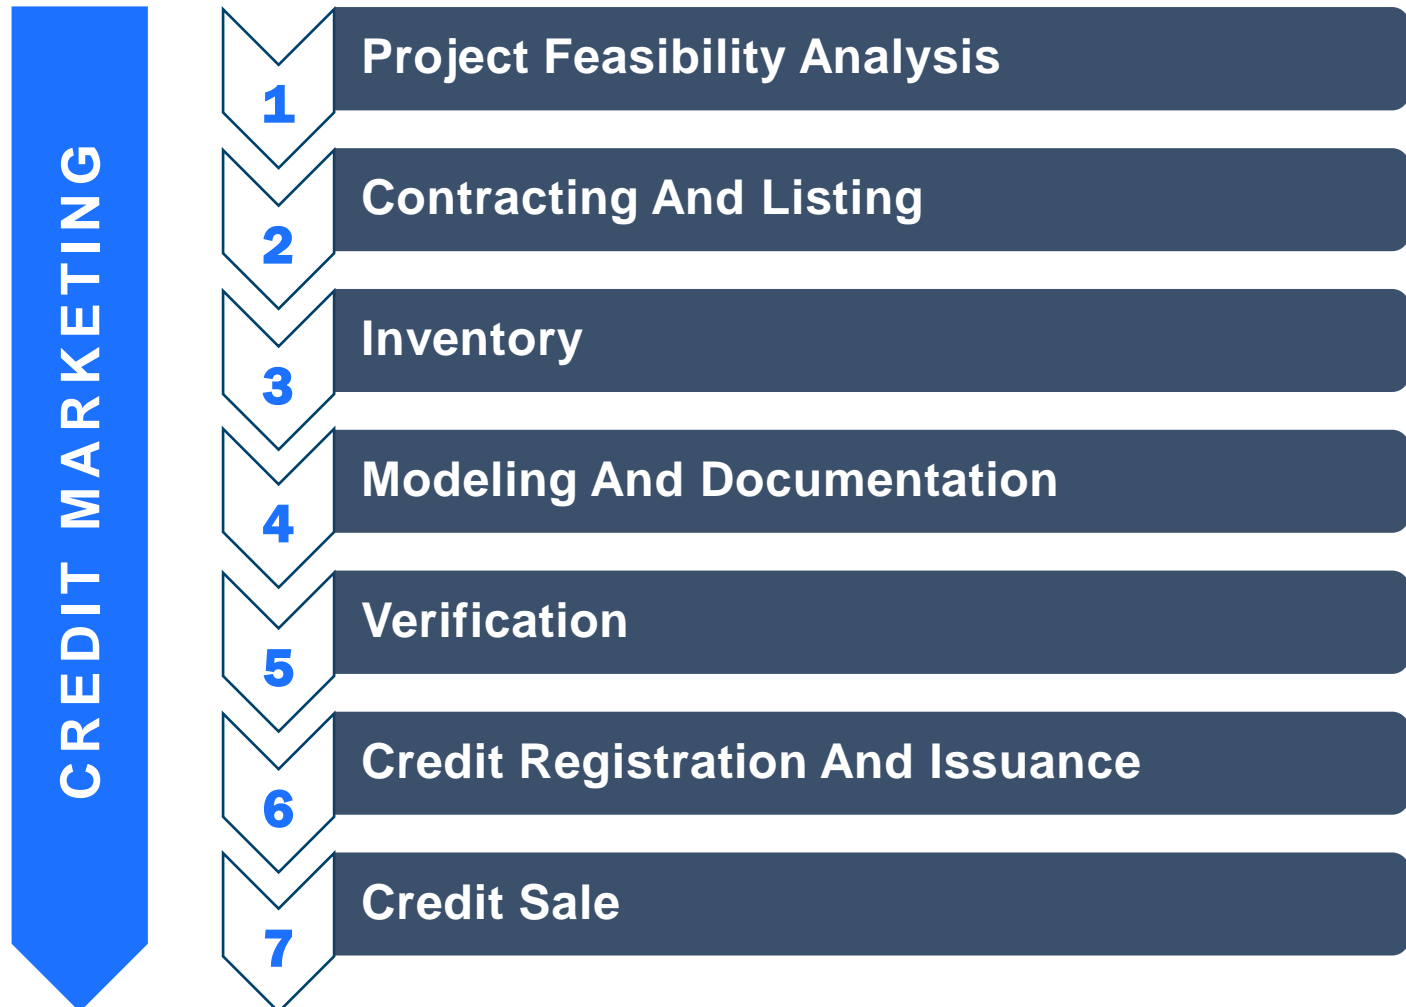 CREDIT MARKETING
1
Project Feasibility Analysis
2
Contracting And Listing
3
Inventory
4
Modeling And Documentation
5
Verification
6
Credit Registration And Issuance
7
Credit Sale